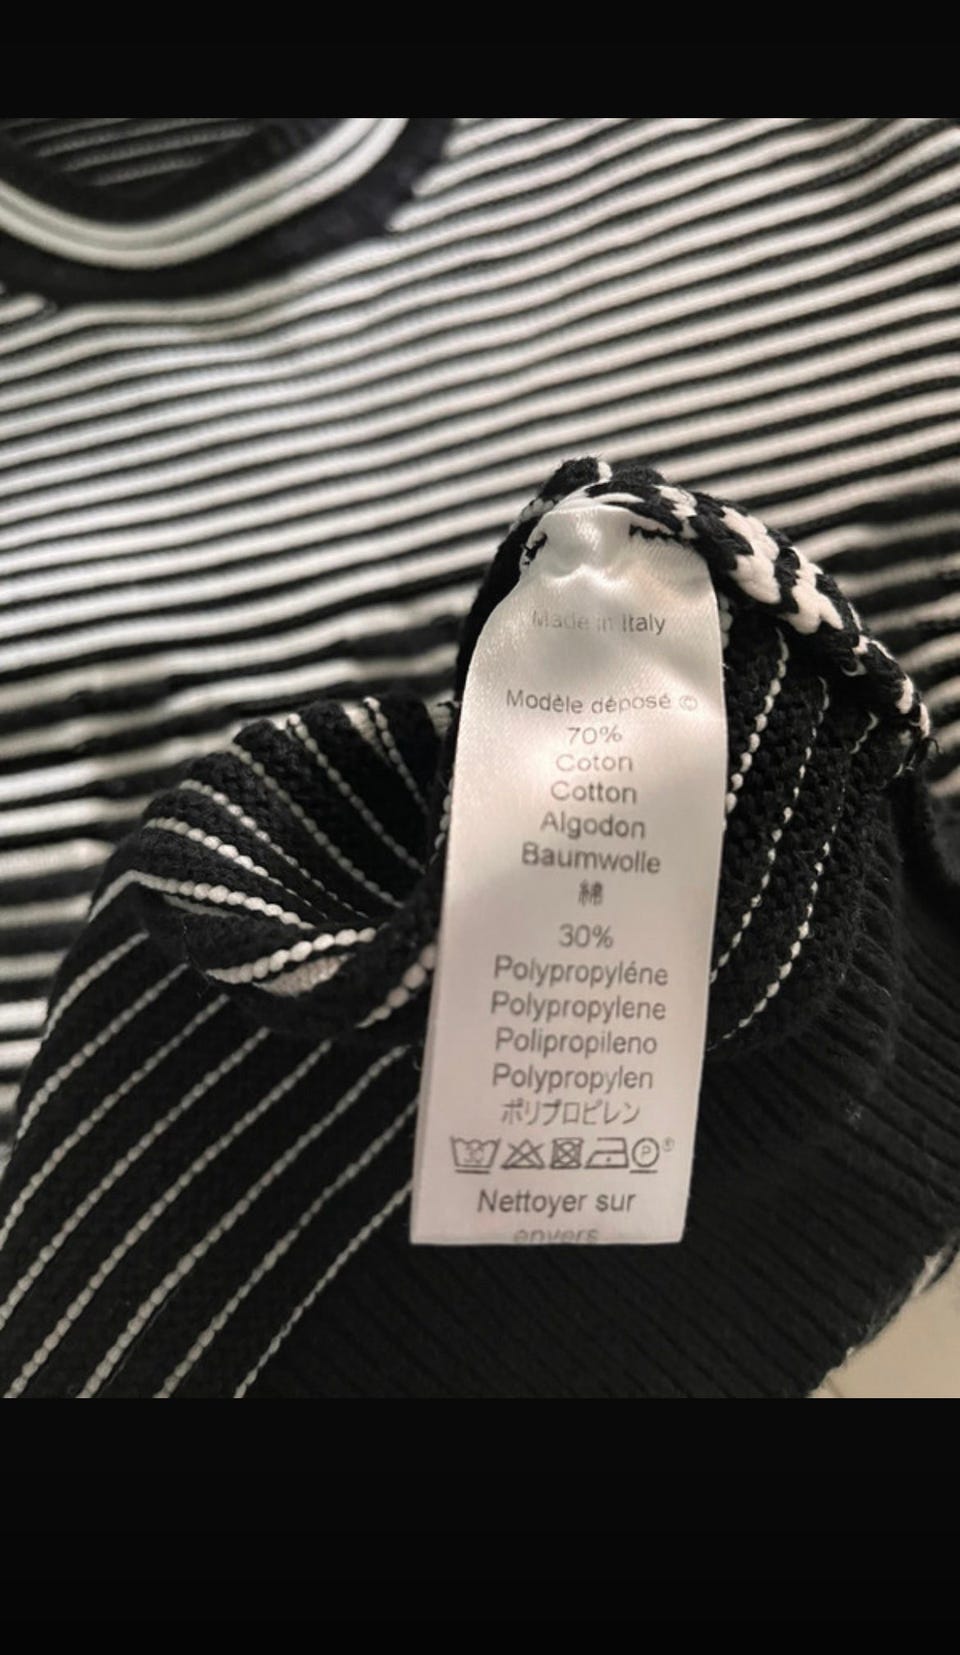 Made in Italy
Modèle déposé ©
70%
Coton
Cotton
Algodon
Baumwolle
綿
30%
Polypropyléne
Polypropylene
Polipropileno
Polypropylen
ポリプロピレン
30 P ®
Nettoyer sur
envers